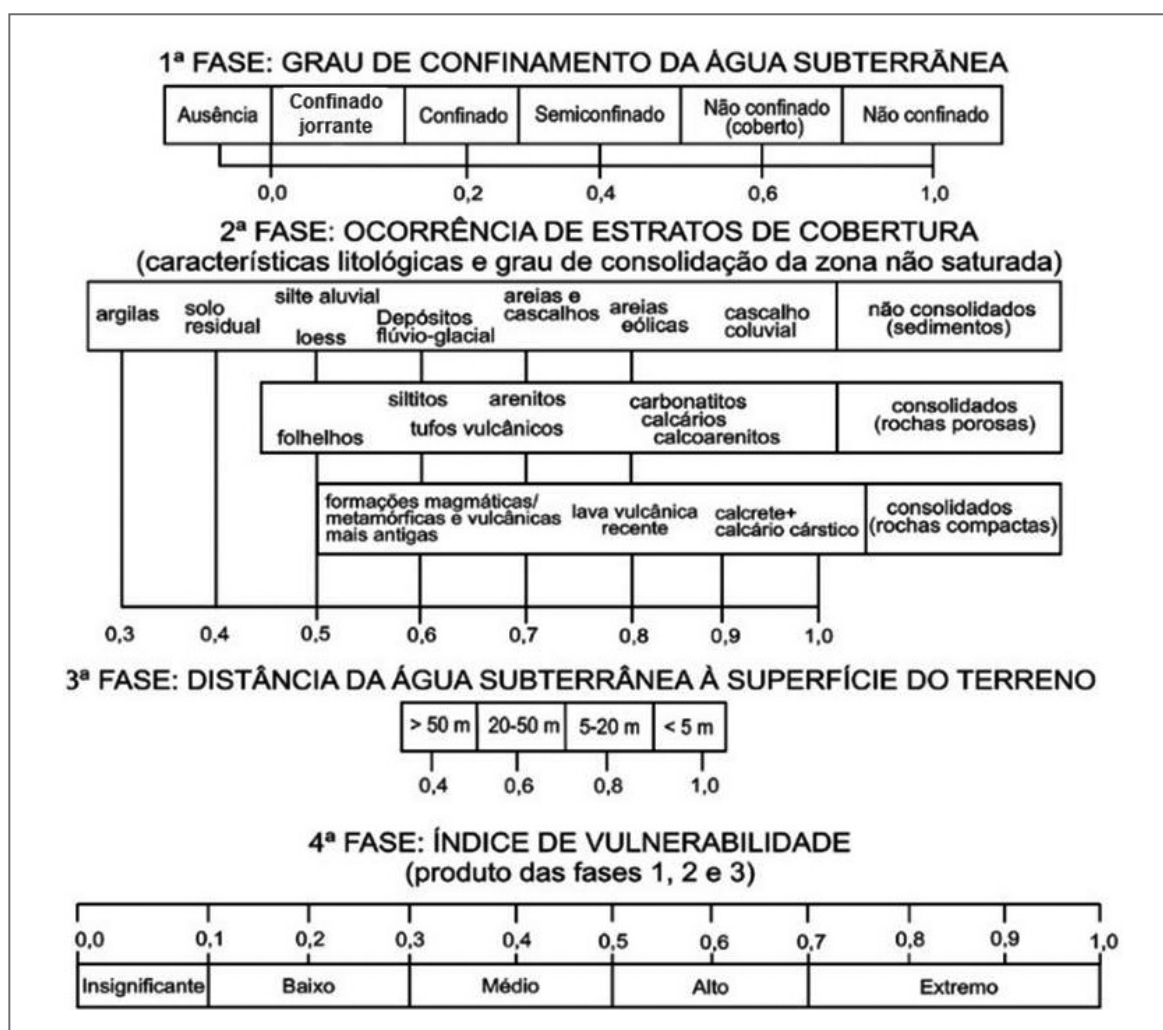 1ª FASE: GRAU DE CONFINAMENTO DA ÁGUA SUBTERRÂNEA
Ausência
Confinado
jorrante
Confinado
Semiconfinado
Não confinado
(coberto)
Não confinado
0,0 0,2 0,4 0,6 1,0
2ª FASE: OCORRÊNCIA DE ESTRATOS DE COBERTURA
(características litológicas e grau de consolidação da zona não saturada)
argilas
solo
residual
silte aluvial
loess
Depósitos
flúvio-glacial
areias e
cascalhos
areias
eólicas
cascalho
coluvial
não consolidados
(sedimentos)
folhelhos
siltitos
arenitos
tufos vulcânicos
carbonatitos
calcários
calcoarenitos
consolidados
(rochas porosas)
formações magmáticas/
metamórficas e vulcânicas
mais antigas
lava vulcânica
recente
calcrete+
calcário cárstico
consolidados
(rochas compactas)
0,3 0,4 0,5 0,6 0,7 0,8 0,9 1,0
3ª FASE: DISTÂNCIA DA ÁGUA SUBTERRÂNEA À SUPERFÍCIE DO TERRENO
> 50 m 20-50 m 5-20 m < 5 m
0,4 0,6 0,8 1,0
4ª FASE: ÍNDICE DE VULNERABILIDADE
(produto das fases 1, 2 e 3)
0,0 0,1 0,2 0,3 0,4 0,5 0,6 0,7 0,8 0,9 1,0
Insignificante Baixo Médio Alto Extremo